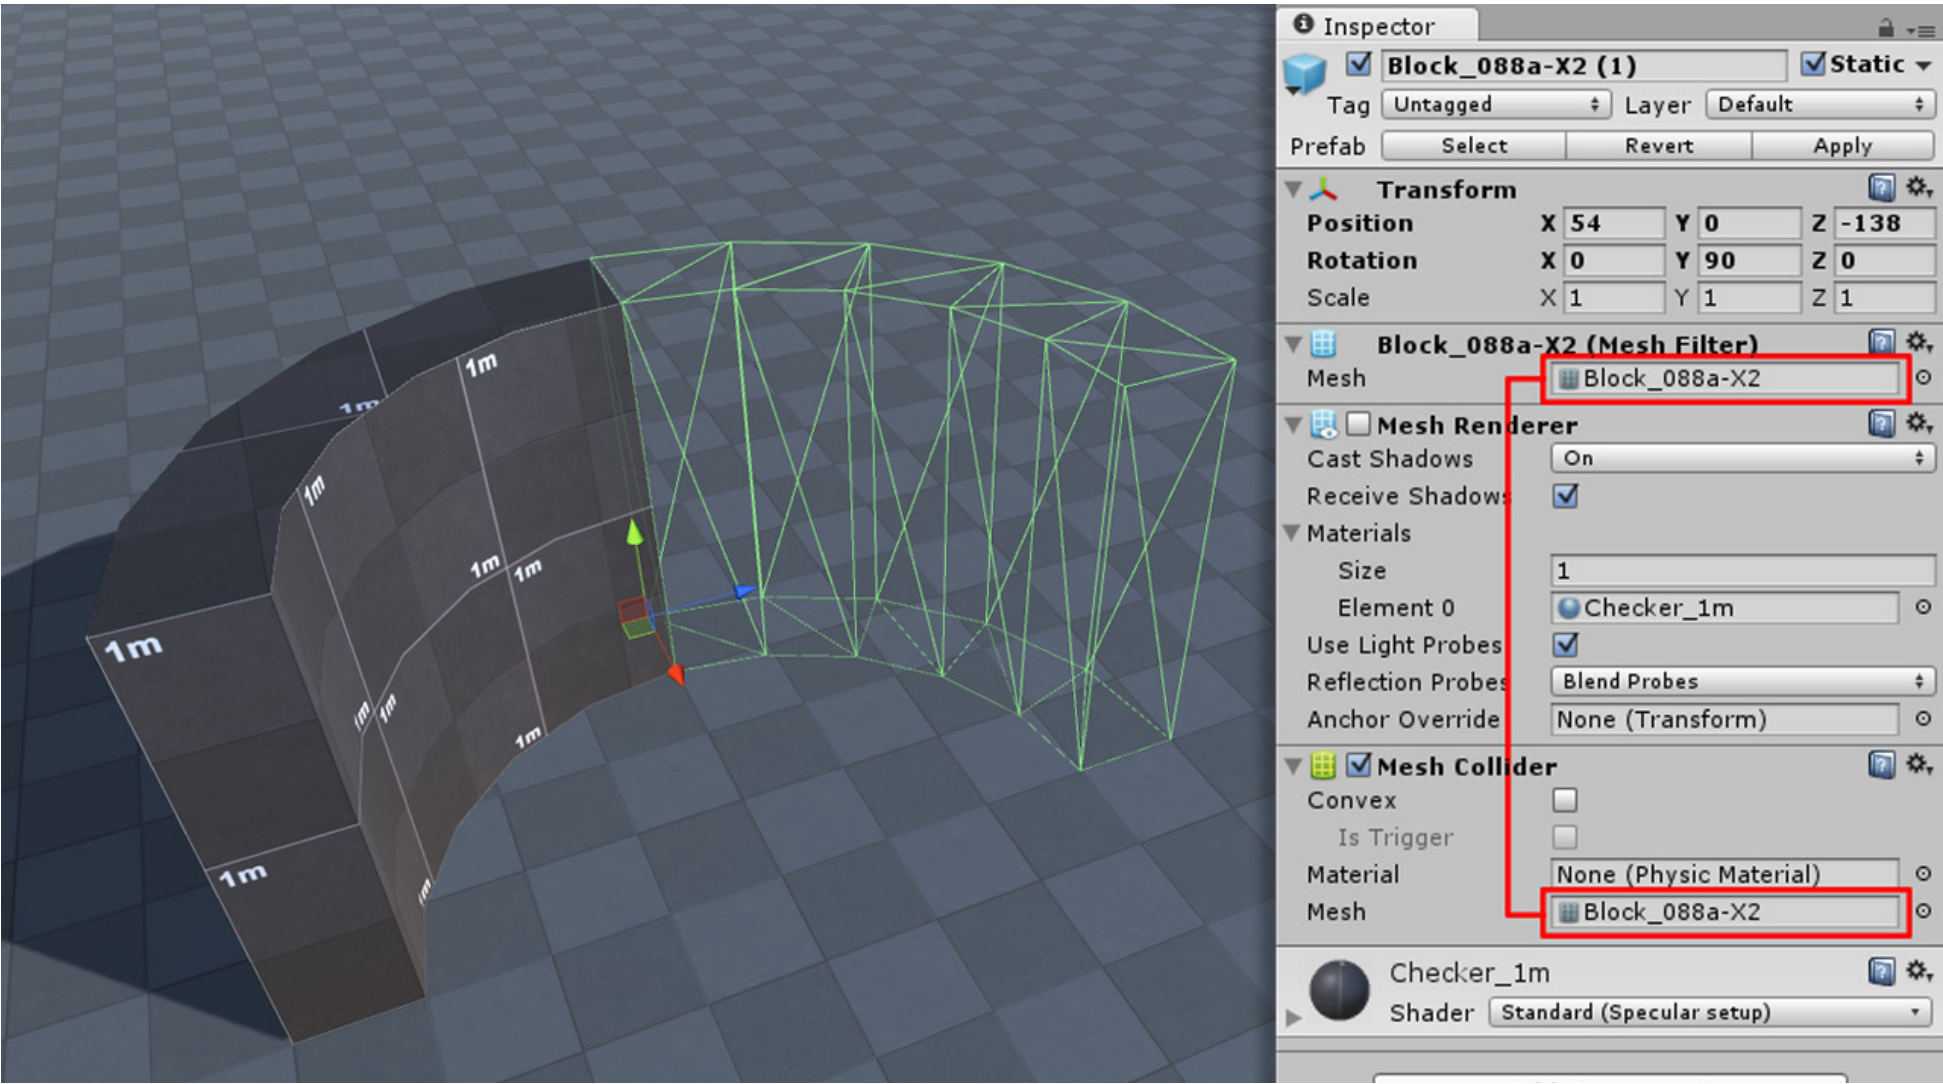 Inspector
Block_088a-X2 (1)
Static
Tag Untagged Layer Default
Prefab Select Revert Apply
Transform
Position X 54 Y 0 Z -138
Rotation X 0 Y 90 Z 0
Scale X 1 Y 1 Z 1
Block_088a-X2 (Mesh Filter)
Mesh Block_088a-X2
Mesh Renderer
Cast Shadows On
Receive Shadows
Materials
Size 1
Element 0 Checker_1m
Use Light Probes
Reflection Probes Blend Probes
Anchor Override None (Transform)
Mesh Collider
Convex
Is Trigger
Material None (Physic Material)
Mesh Block_088a-X2
Checker_1m
Shader Standard (Specular setup)
1m
1m
1m
1m
1m
1m
1m
1m
1m
1m
1m